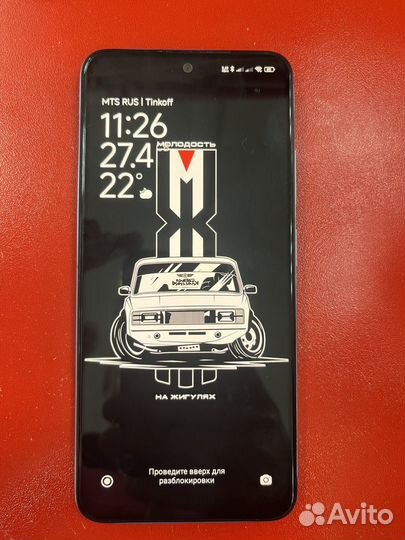 MTS RUS | Tinkoff
11:26
27.4
22°
МОЛОДОСТЬ
М
Ж
НА ЖИГУЛЯХ
Проведите вверх для
разблокировки
Avito